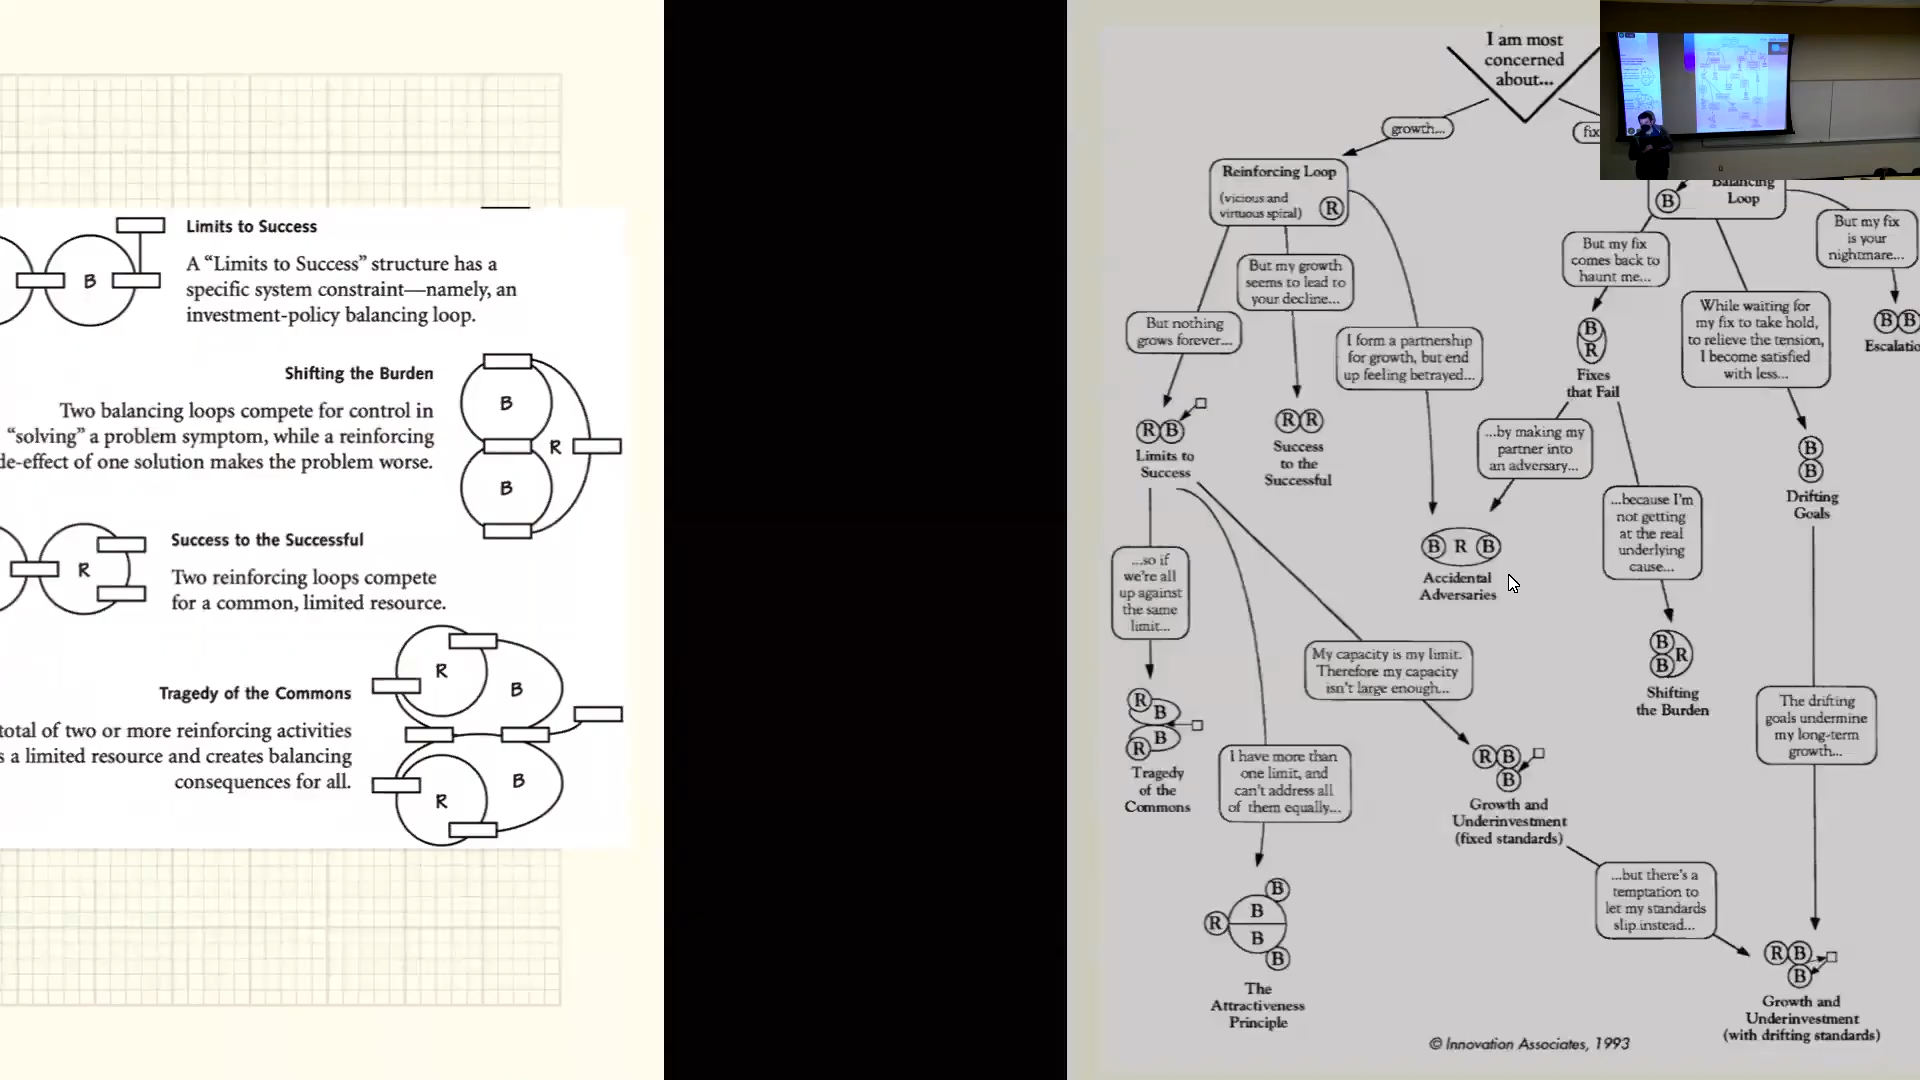 B
Limits to Success
A “Limits to Success” structure has a
specific system constraint—namely, an
investment-policy balancing loop.
Shifting the Burden
Two balancing loops compete for control in
“solving” a problem symptom, while a reinforcing
de-effect of one solution makes the problem worse.
B
R
B
R
Success to the Successful
Two reinforcing loops compete
for a common, limited resource.
Tragedy of the Commons
total of two or more reinforcing activities
s a limited resource and creates balancing
consequences for all.
R
B
B
R
I am most
concerned
about...
growth...
fix
Reinforcing Loop
(vicious and
virtuous spiral)
R
Balancing
Loop
B
But nothing
grows forever...
But my growth
seems to lead to
your decline...
I form a partnership
for growth, but end
up feeling betrayed...
But my fix
comes back to
haunt me...
While waiting for
my fix to take hold,
to relieve the tension,
I become satisfied
with less...
But my fix
is your
nightmare...
R B
Limits to
Success
R R
Success
to the
Successful
B
R
Fixes
that Fail
B B
Escalatio
...by making my
partner into
an adversary...
...because I'm
not getting
at the real
underlying
cause...
B
B
Drifting
Goals
B R B
Accidental
Adversaries
...so if
we're all
up against
the same
limit...
My capacity is my limit.
Therefore my capacity
isn't large enough...
B
B R
Shifting
the Burden
The drifting
goals undermine
my long-term
growth...
R
B
B
R
Tragedy
of the
Commons
I have more than
one limit, and
can't address all
of them equally...
R B
B
Growth and
Underinvestment
(fixed standards)
...but there's a
temptation to
let my standards
slip instead...
B
B
R
B
B
The
Attractiveness
Principle
R B
B
Growth and
Underinvestment
(with drifting standards)
© Innovation Associates, 1993